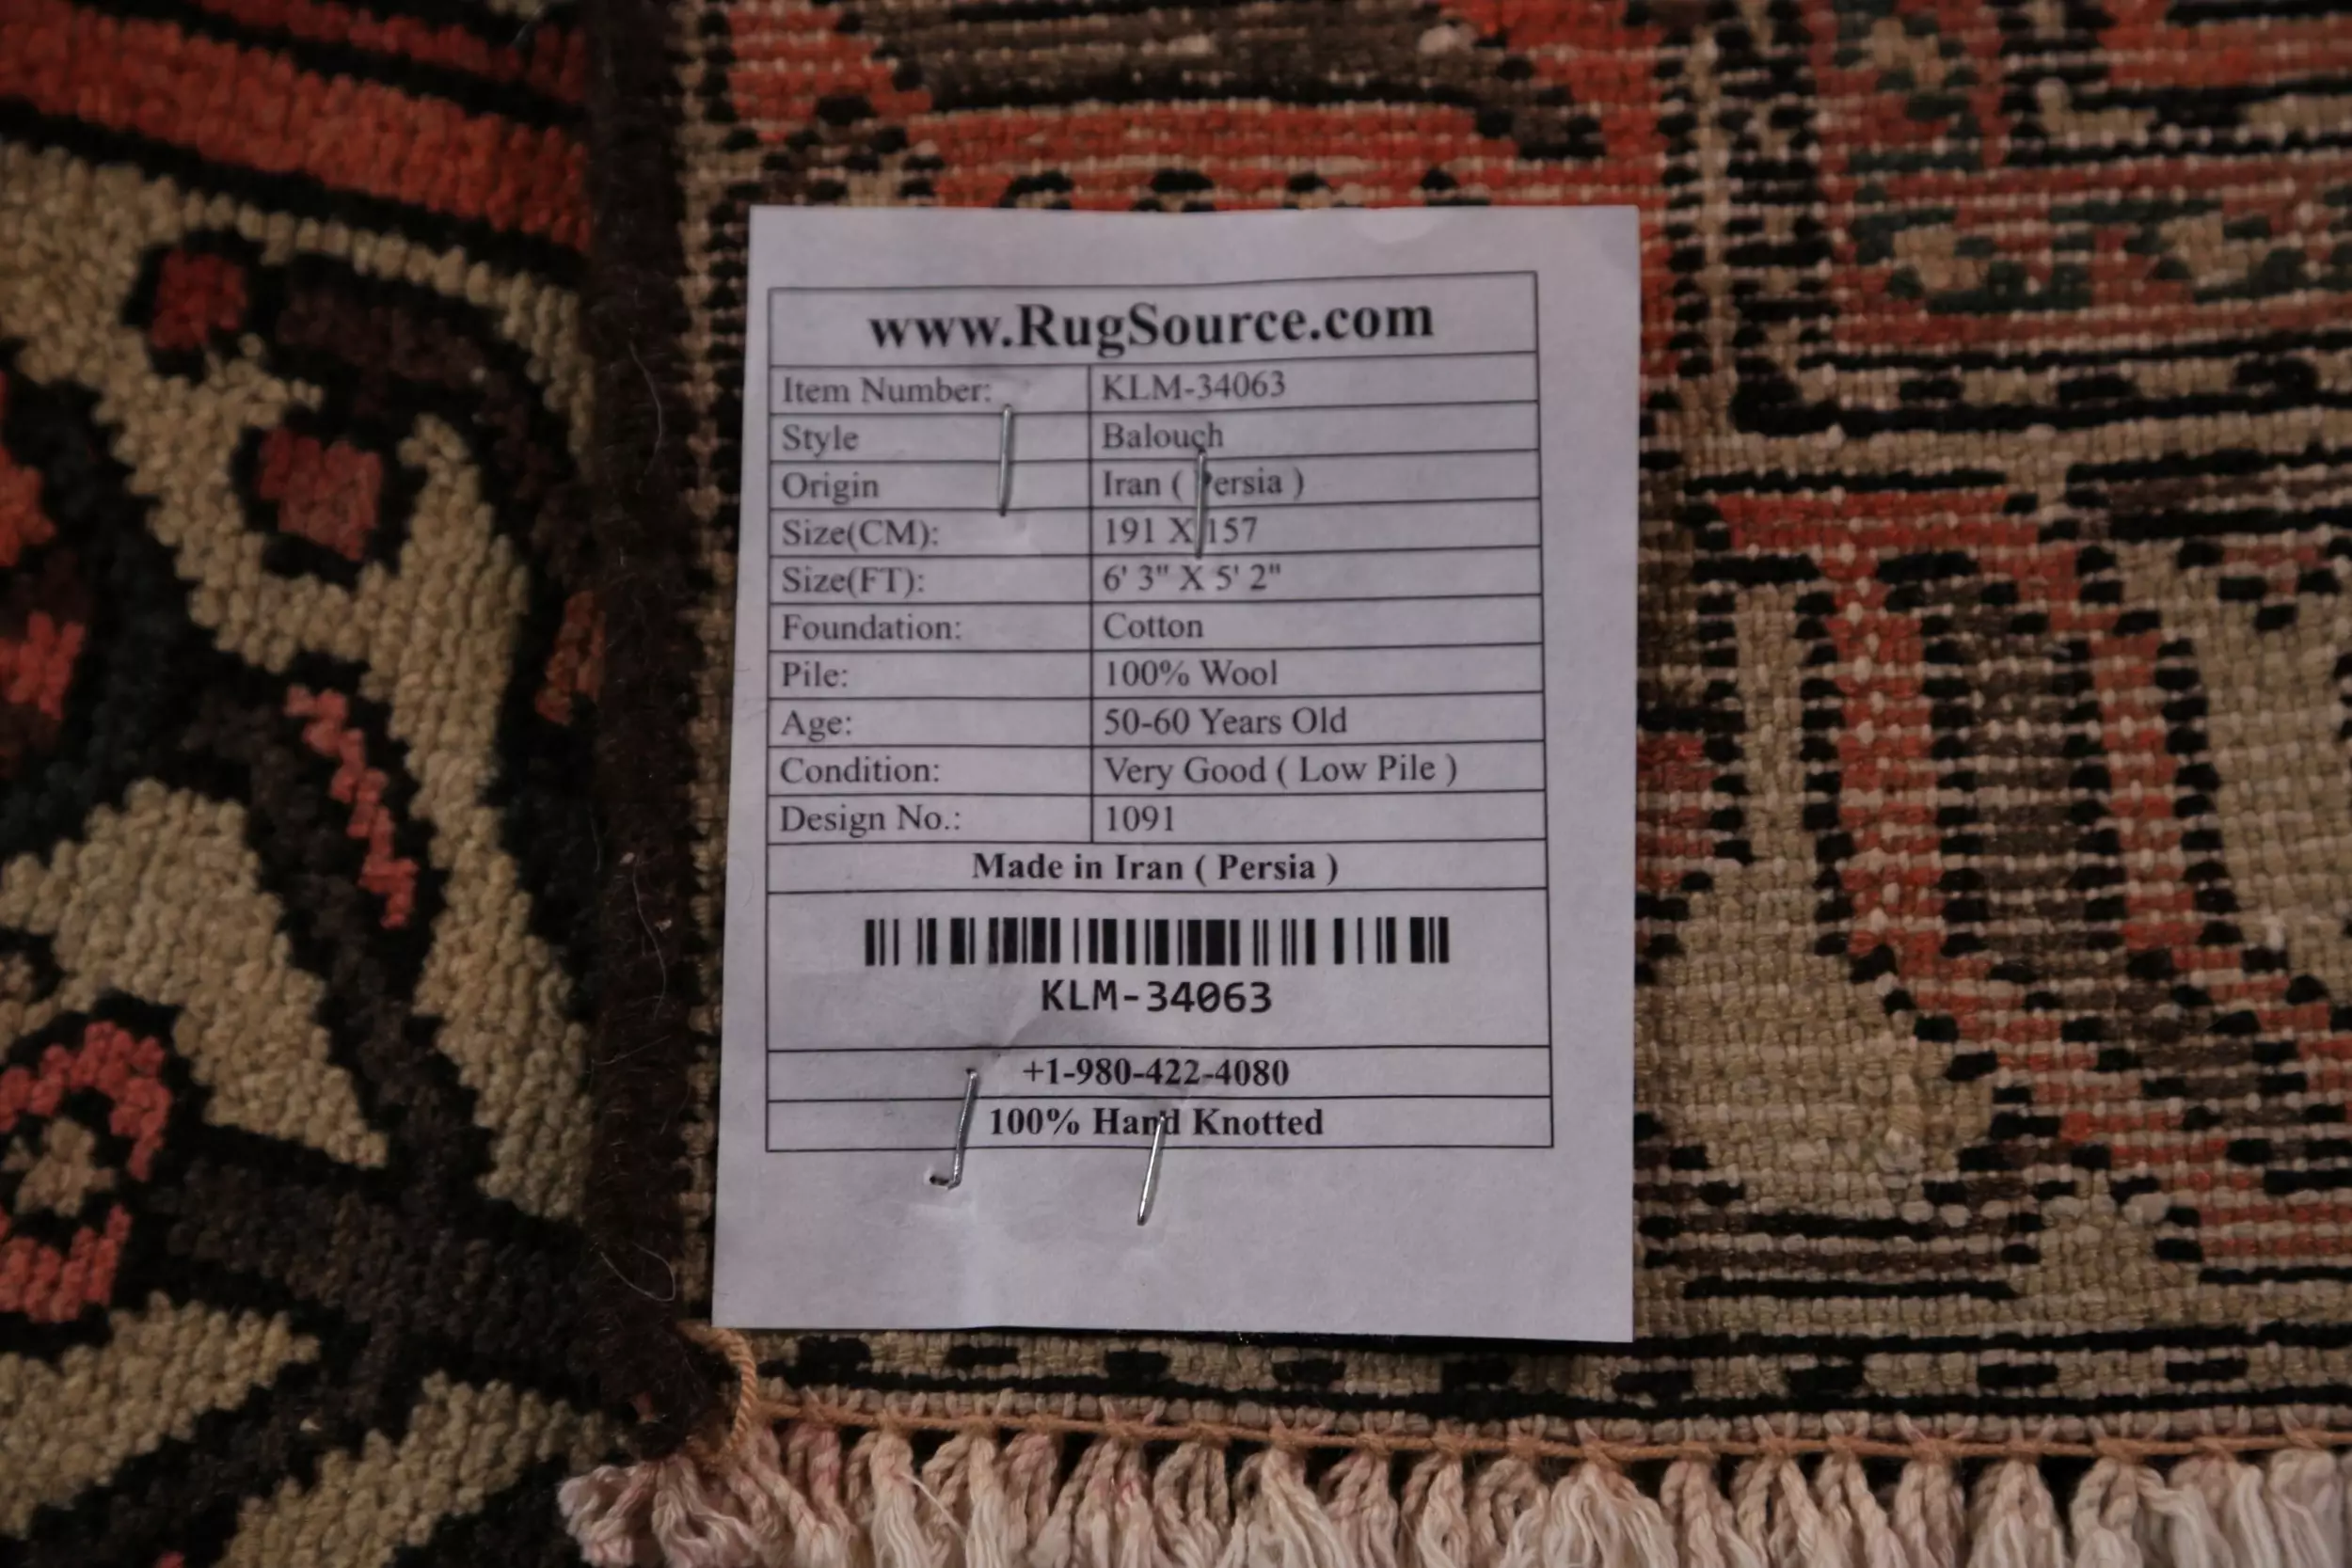 www.RugSource.com
Item Number: KLM-34063
Style Balouch
Origin Iran ( Persia )
Size(CM): 191 X 157
Size(FT): 6' 3" X 5' 2"
Foundation: Cotton
Pile: 100% Wool
Age: 50-60 Years Old
Condition: Very Good ( Low Pile )
Design No.: 1091
Made in Iran ( Persia )
KLM-34063
+1-980-422-4080
100% Hand Knotted